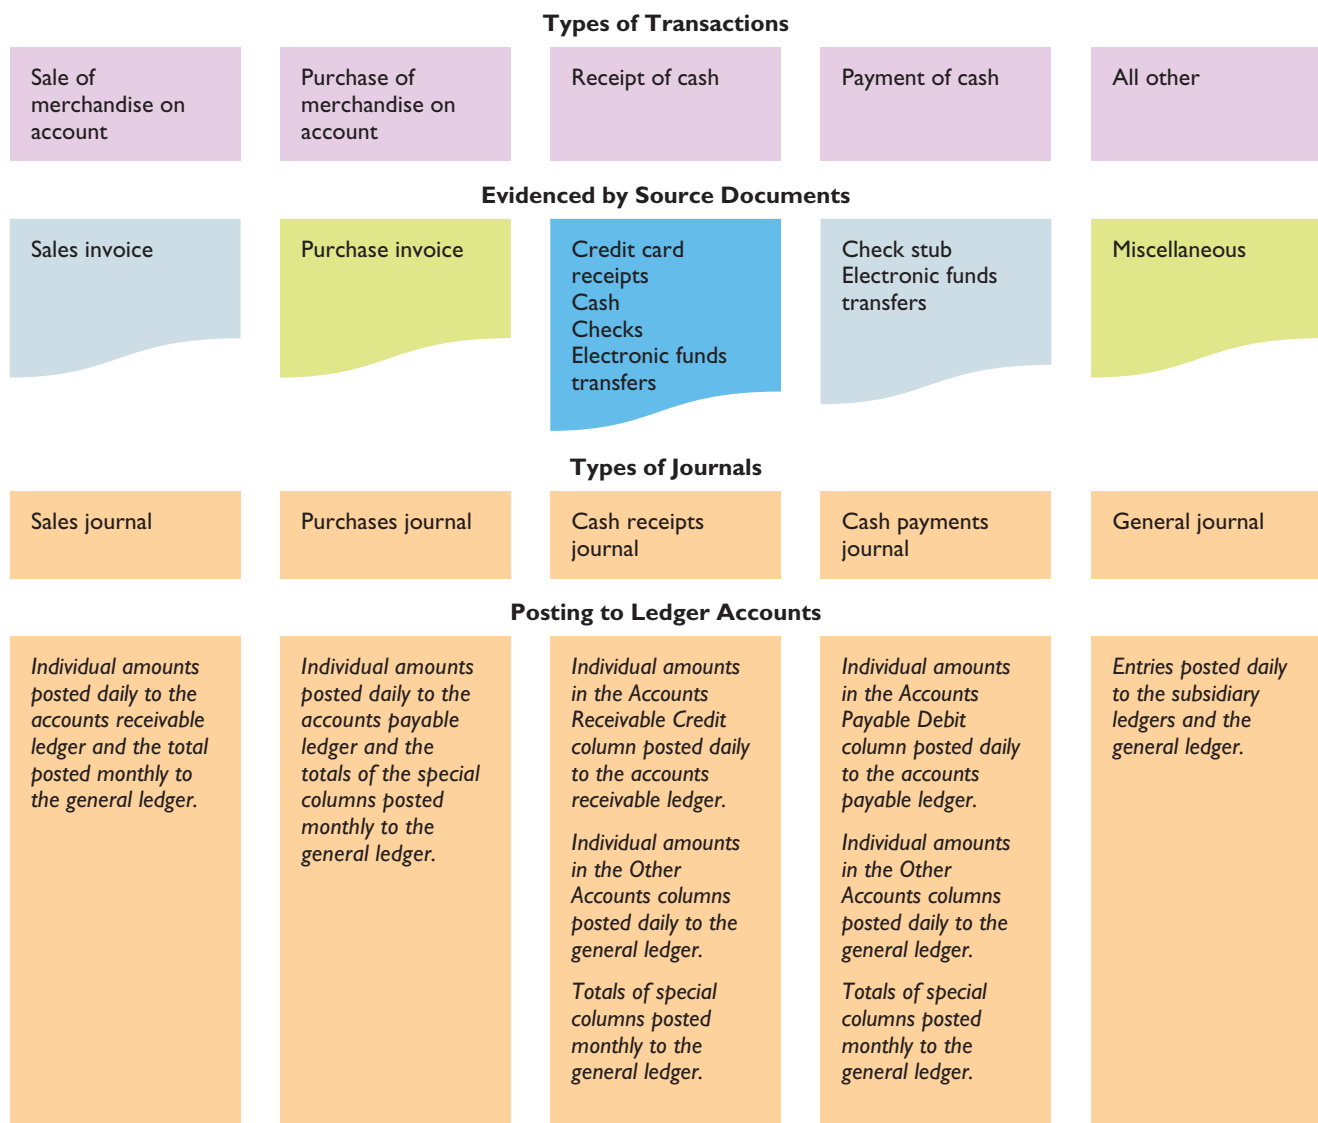 Types of Transactions
Sale of
merchandise on
account
Purchase of
merchandise on
account
Receipt of cash
Payment of cash
All other
Evidenced by Source Documents
Sales invoice
Purchase invoice
Credit card
receipts
Cash
Checks
Electronic funds
transfers
Check stub
Electronic funds
transfers
Miscellaneous
Types of Journals
Sales journal
Purchases journal
Cash receipts
journal
Cash payments
journal
General journal
Posting to Ledger Accounts
Individual amounts
posted daily to the
accounts receivable
ledger and the total
posted monthly to
the general ledger.
Individual amounts
posted daily to the
accounts payable
ledger and the
totals of the special
columns posted
monthly to the
general ledger.
Individual amounts
in the Accounts
Receivable Credit
column posted daily
to the accounts
receivable ledger.
Individual amounts
in the Other
Accounts columns
posted daily to the
general ledger.
Totals of special
columns posted
monthly to the
general ledger.
Individual amounts
in the Accounts
Payable Debit
column posted daily
to the accounts
payable ledger.
Individual amounts
in the Other
Accounts columns
posted daily to the
general ledger.
Totals of special
columns posted
monthly to the
general ledger.
Entries posted daily
to the subsidiary
ledgers and the
general ledger.